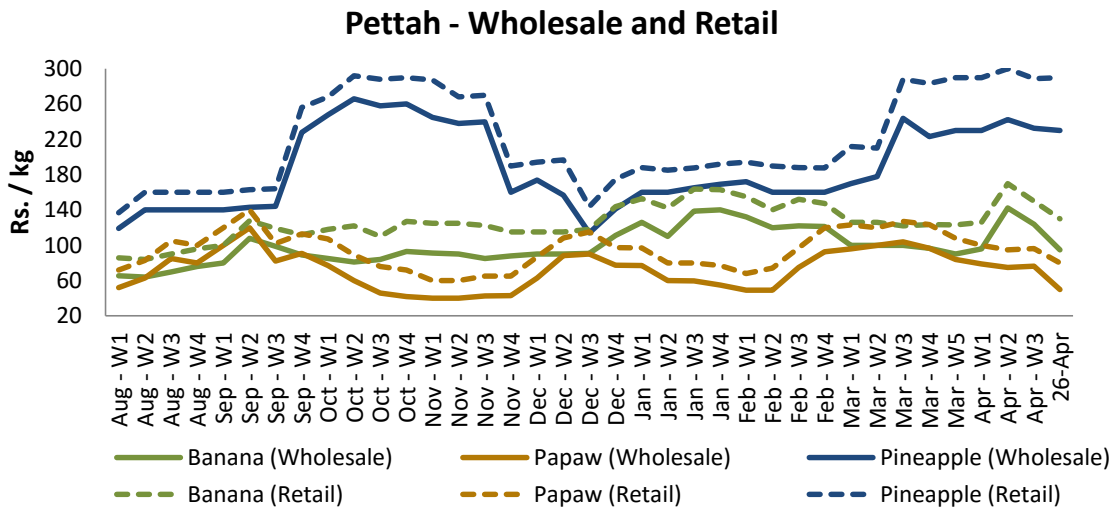 Pettah - Wholesale and Retail
Rs. / kg
300
260
220
180
140
100
60
20
Aug - W1
Aug - W2
Aug - W3
Aug - W4
Sep - W1
Sep - W2
Sep - W3
Sep - W4
Oct - W1
Oct - W2
Oct - W3
Oct - W4
Nov - W1
Nov - W2
Nov - W3
Nov - W4
Dec - W1
Dec - W2
Dec - W3
Dec - W4
Jan - W1
Jan - W2
Jan - W3
Jan - W4
Feb - W1
Feb - W2
Feb - W3
Feb - W4
Mar - W1
Mar - W2
Mar - W3
Mar - W4
Mar - W5
Apr - W1
Apr - W2
Apr - W3
26-Apr
Banana (Wholesale) Papaw (Wholesale) Pineapple (Wholesale)
Banana (Retail) Papaw (Retail) Pineapple (Retail)